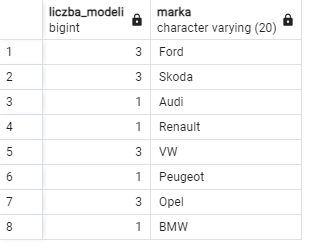 liczba_modeli marka
bigint character varying (20)
1 3 Ford
2 3 Skoda
3 1 Audi
4 1 Renault
5 3 VW
6 1 Peugeot
7 3 Opel
8 1 BMW